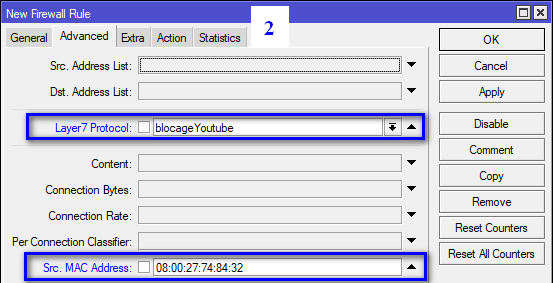 New Firewall Rule
General Advanced Extra Action Statistics
2
Src. Address List:
Dst. Address List:
Layer7 Protocol: blocageYoutube
Content:
Connection Bytes:
Connection Rate:
Per Connection Classifier:
Src. MAC Address: 08:00:27:74:84:32
OK
Cancel
Apply
Disable
Comment
Copy
Remove
Reset Counters
Reset All Counters